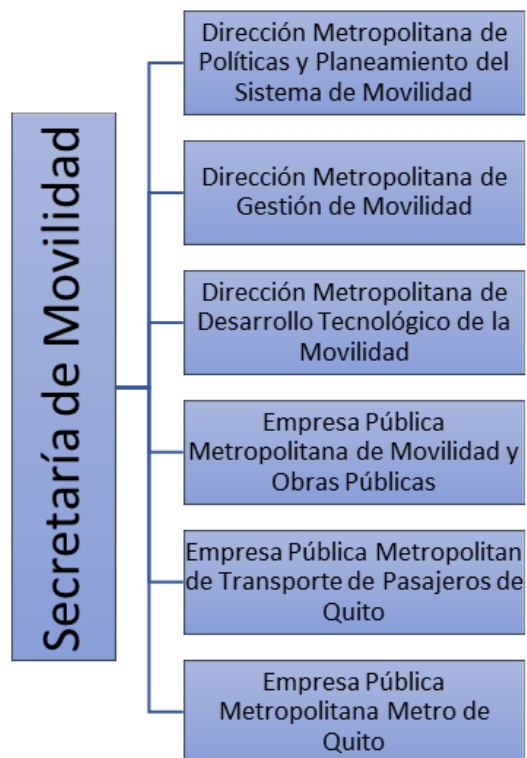 Secretaría de Movilidad
Dirección Metropolitana de
Políticas y Planeamiento del
Sistema de Movilidad
Dirección Metropolitana de
Gestión de Movilidad
Dirección Metropolitana de
Desarrollo Tecnológico de la
Movilidad
Empresa Pública
Metropolitana de Movilidad y
Obras Públicas
Empresa Pública Metropolitan
de Transporte de Pasajeros de
Quito
Empresa Pública
Metropolitana Metro de
Quito